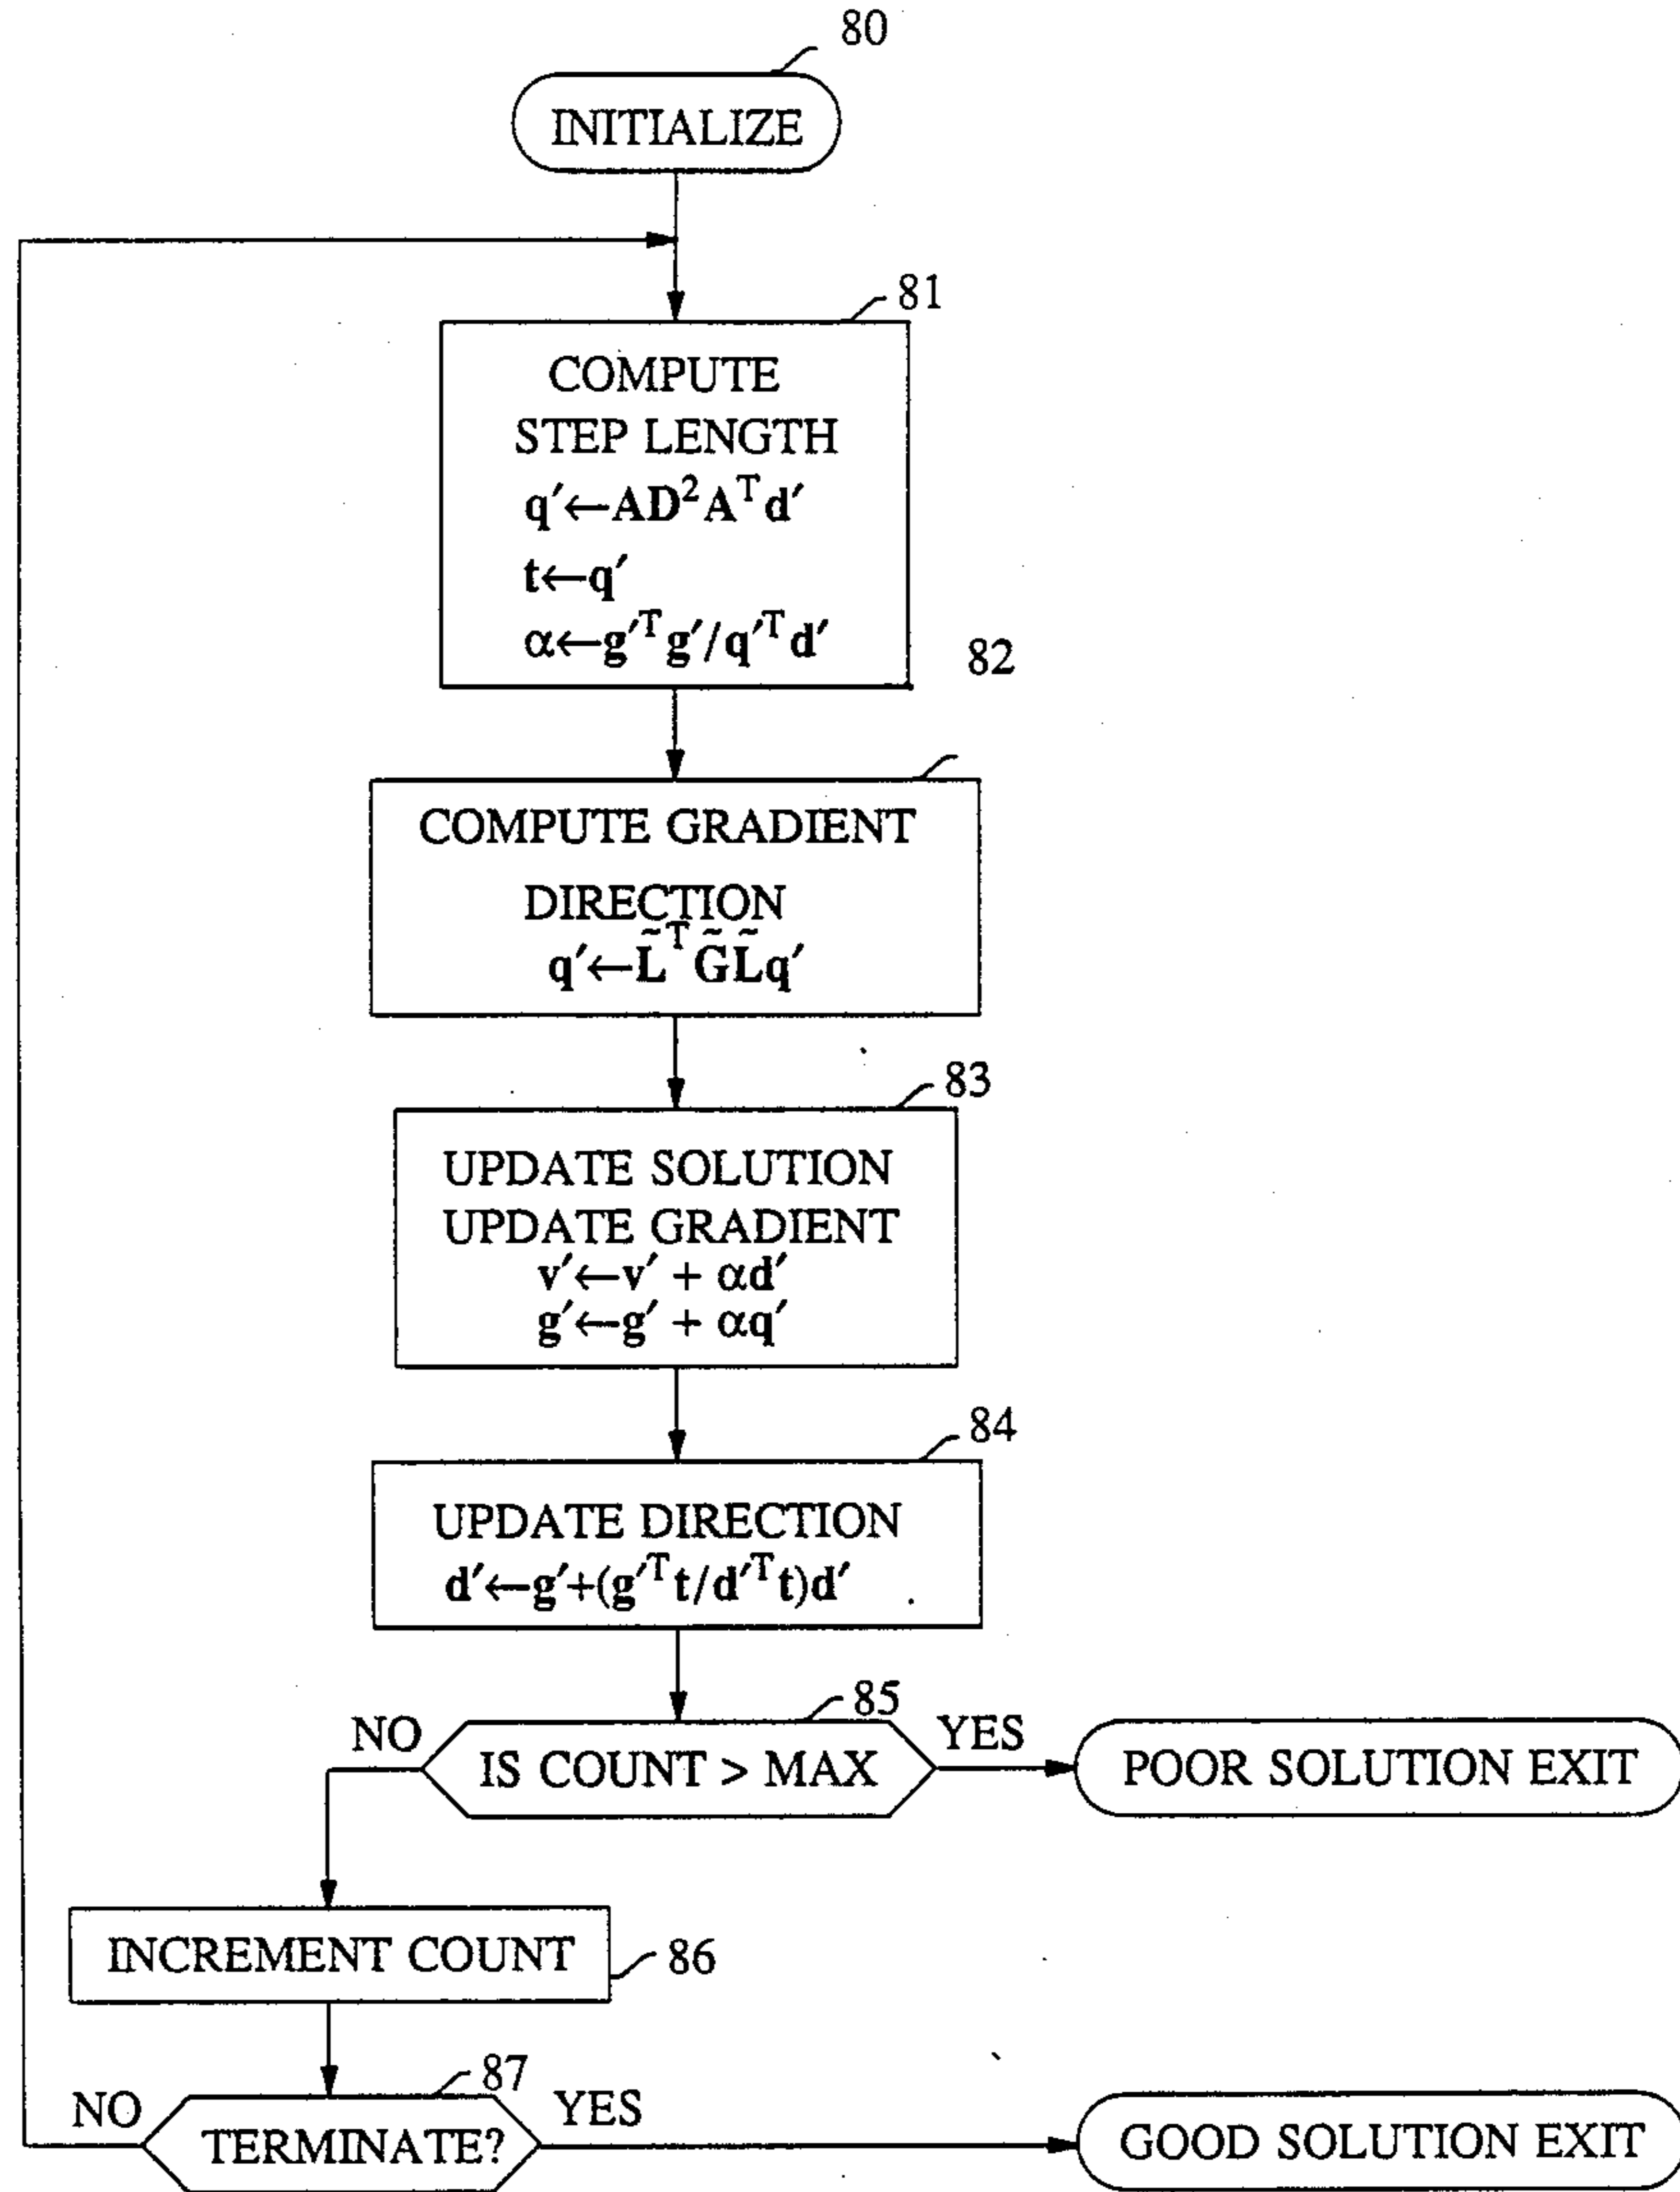 80
INITIALIZE
81
COMPUTE
STEP LENGTH
q′←AD²Aᵀd′
t←q′
α←g′ᵀg′/q′ᵀd′
82
COMPUTE GRADIENT
DIRECTION
q′←L̃ᵀG̃L̃q′
83
UPDATE SOLUTION
UPDATE GRADIENT
v′←v′ + αd′
g′←g′ + αq′
84
UPDATE DIRECTION
d′←g′+(g′ᵀt/d′ᵀt)d′
85
NO
IS COUNT > MAX
YES
POOR SOLUTION EXIT
INCREMENT COUNT
86
87
NO
TERMINATE?
YES
GOOD SOLUTION EXIT